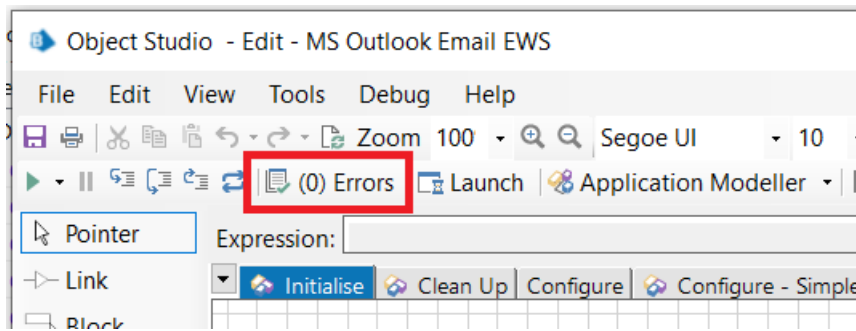 Object Studio - Edit - MS Outlook Email EWS
File Edit View Tools Debug Help
Zoom 100 Segoe UI 10
(0) Errors Launch Application Modeller
Pointer Expression:
Link Initialise Clean Up Configure Configure - Simple
Block